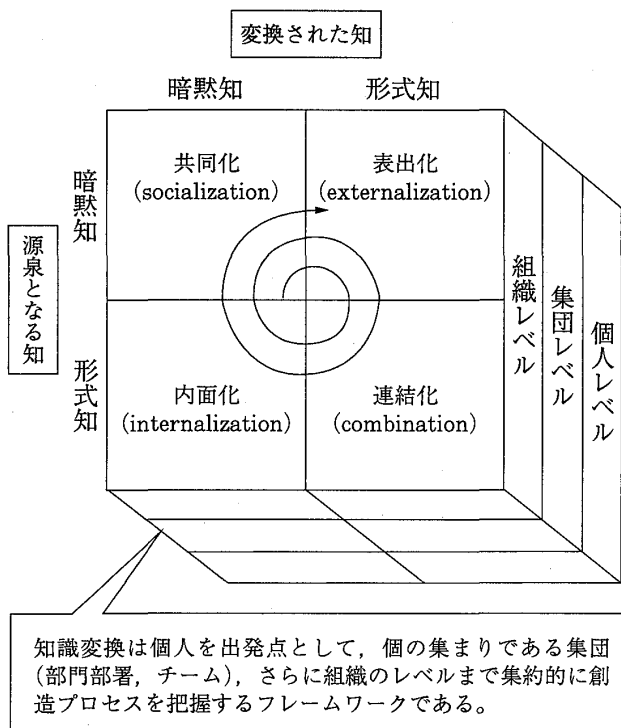 変換された知
暗黙知
形式知
源泉となる知
暗黙知
共同化
(socialization)
表出化
(externalization)
形式知
内面化
(internalization)
連結化
(combination)
組織レベル
集団レベル
個人レベル
知識変換は個人を出発点として，個の集まりである集団
(部門部署，チーム)，さらに組織のレベルまで集約的に創
造プロセスを把握するフレームワークである。